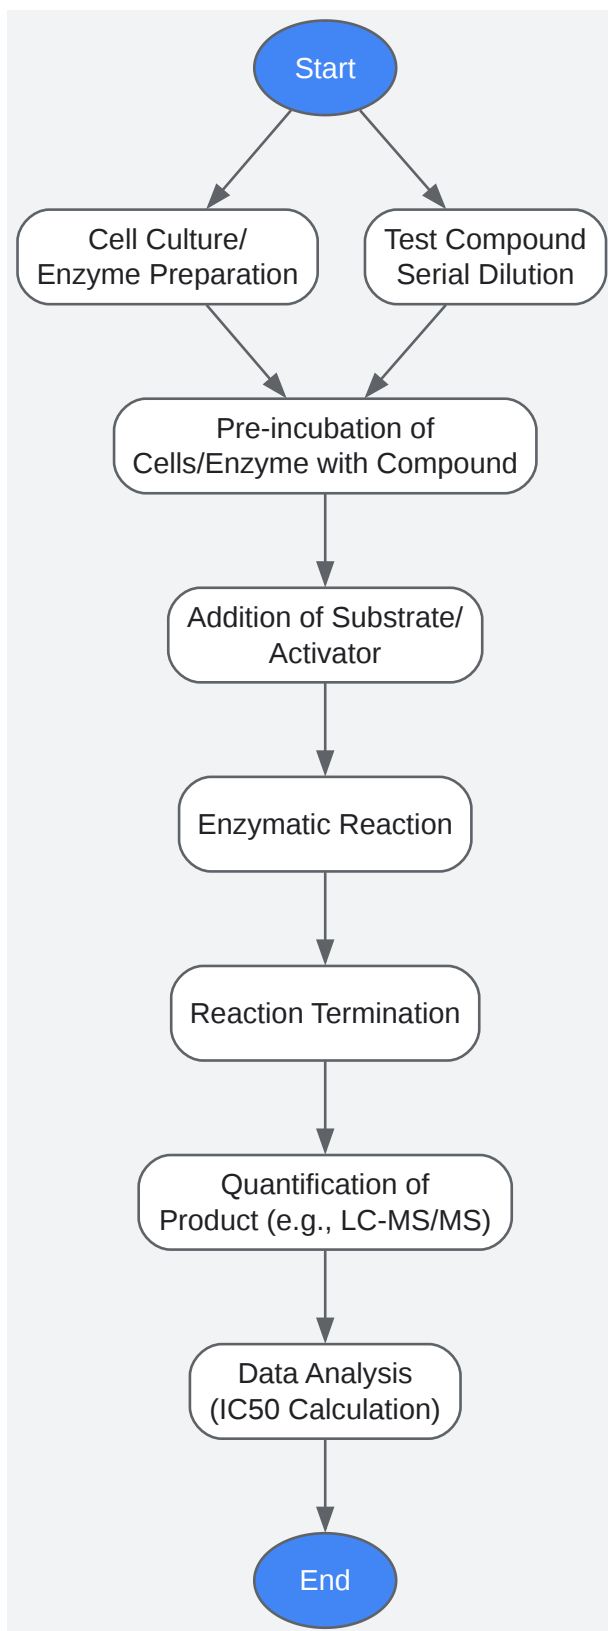 Start
Cell Culture/
Enzyme Preparation
Test Compound
Serial Dilution
Pre-incubation of
Cells/Enzyme with Compound
Addition of Substrate/
Activator
Enzymatic Reaction
Reaction Termination
Quantification of
Product (e.g., LC-MS/MS)
Data Analysis
(IC50 Calculation)
End